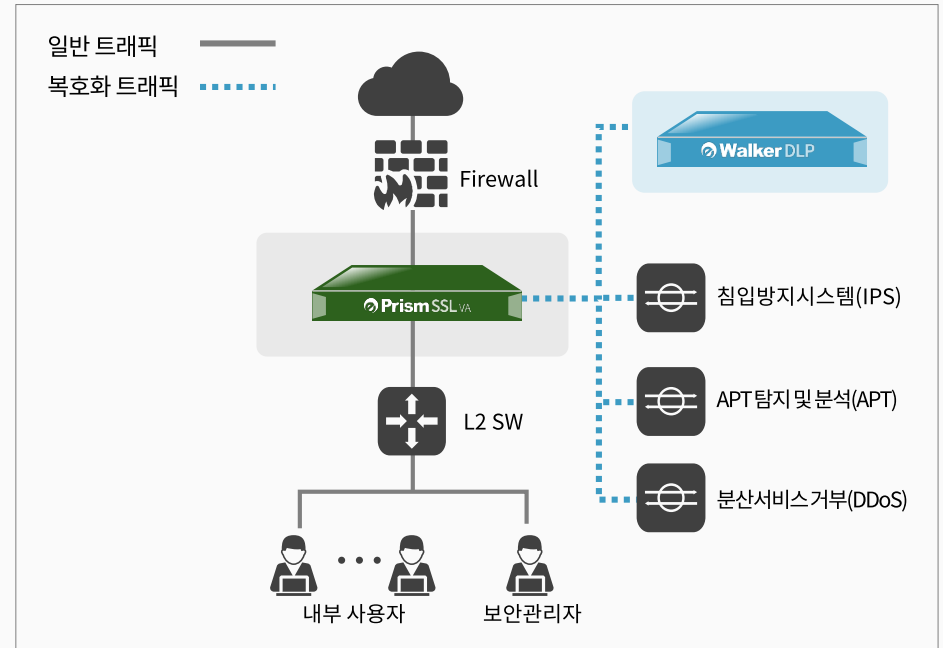 일반 트래픽
복호화 트래픽
Walker DLP
Firewall
Prism SSL VA
침입방지시스템(IPS)
APT 탐지 및 분석(APT)
L2 SW
분산서비스 거부(DDoS)
내부 사용자
보안관리자